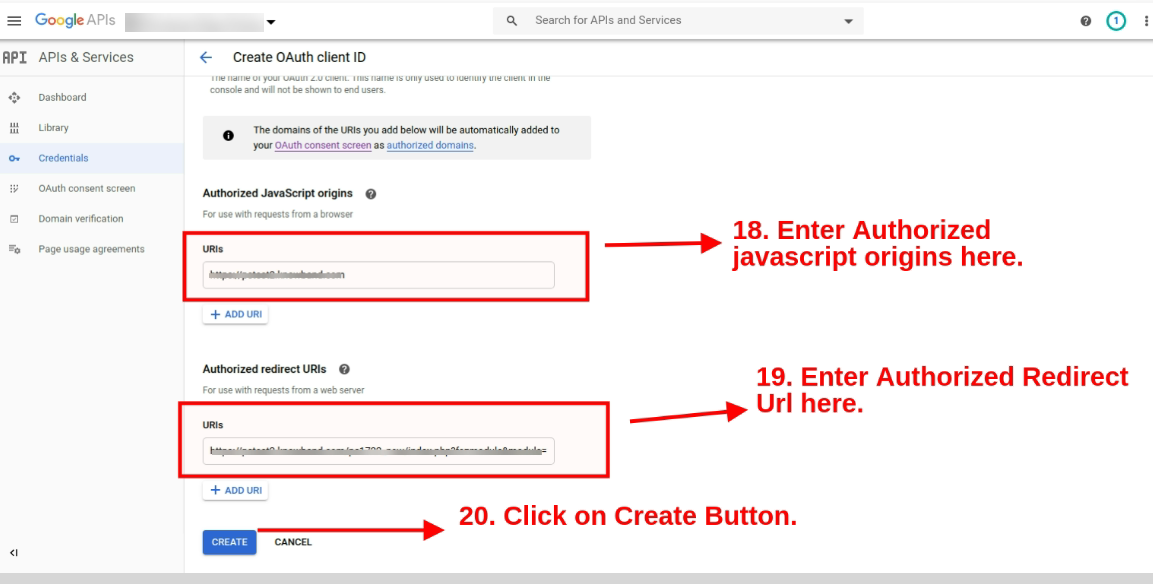 Google APIs
Search for APIs and Services
1
API APIs & Services
Create OAuth client ID
The name of your OAuth 2.0 client. This name is only used to identify the client in the
console and will not be shown to end users.
Dashboard
Library
Credentials
OAuth consent screen
Domain verification
Page usage agreements
The domains of the URIs you add below will be automatically added to
your OAuth consent screen as authorized domains.
Authorized JavaScript origins
For use with requests from a browser
URIs
+ ADD URI
18. Enter Authorized
javascript origins here.
Authorized redirect URIs
For use with requests from a web server
URIs
+ ADD URI
19. Enter Authorized Redirect
Url here.
20. Click on Create Button.
CREATE
CANCEL